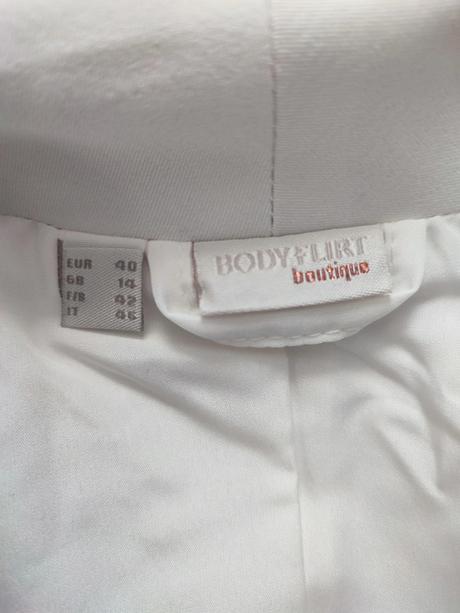 EUR 40
GB 14
F/B 42
IT 46
BODYFLIRT
boutique